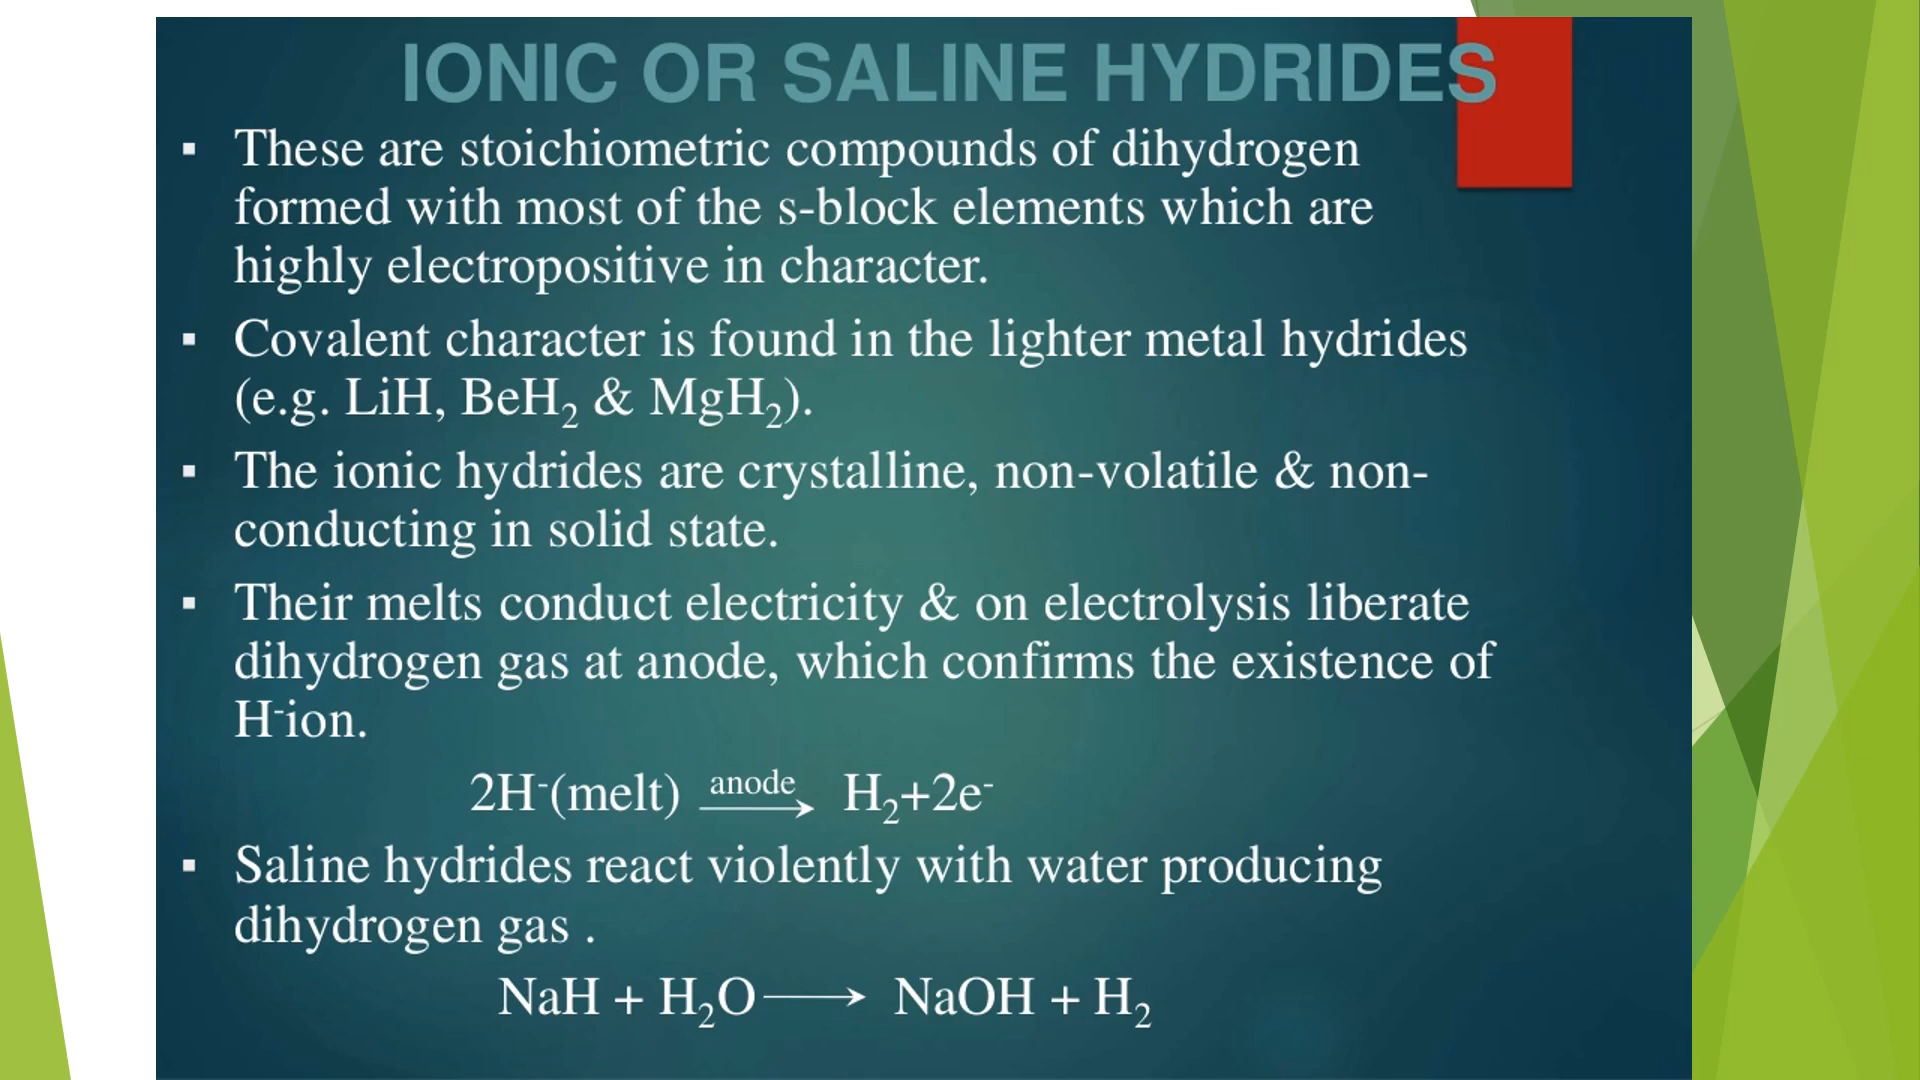 IONIC OR SALINE HYDRIDES
▪ These are stoichiometric compounds of dihydrogen
formed with most of the s-block elements which are
highly electropositive in character.
▪ Covalent character is found in the lighter metal hydrides
(e.g. LiH, BeH₂ & MgH₂).
▪ The ionic hydrides are crystalline, non-volatile & non-
conducting in solid state.
▪ Their melts conduct electricity & on electrolysis liberate
dihydrogen gas at anode, which confirms the existence of
H⁻ion.
2H⁻(melt) anode → H₂+2e⁻
▪ Saline hydrides react violently with water producing
dihydrogen gas .
NaH + H₂O → NaOH + H₂